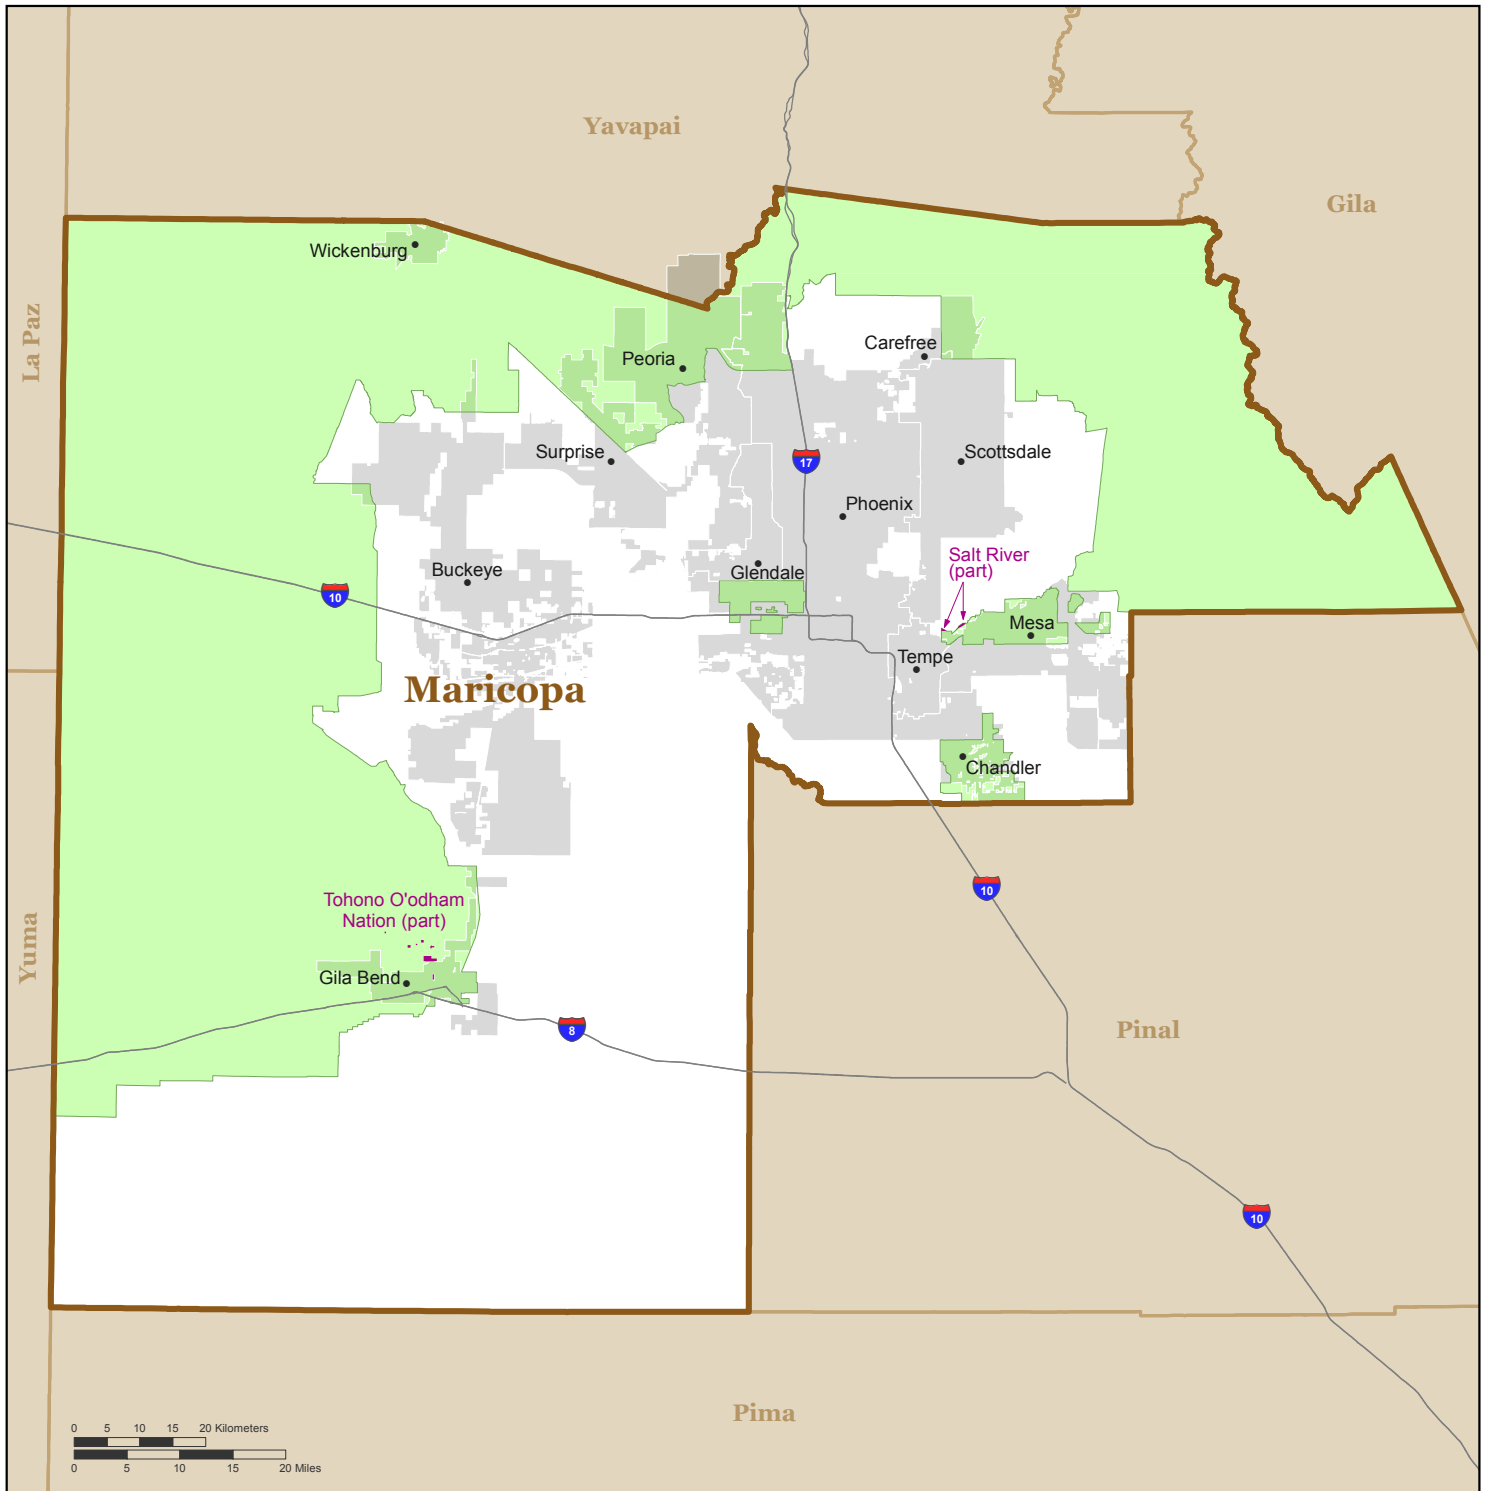 Yavapai
Gila
Wickenburg
La Paz
Carefree
Peoria
Surprise
Scottsdale
17
Phoenix
Salt River
(part)
Buckeye
Glendale
10
Mesa
Tempe
Maricopa
Chandler
10
Tohono O'odham
Nation (part)
Yuma
Gila Bend
8
Pinal
10
Pima
0 5 10 15 20 Kilometers
0 5 10 15 20 Miles